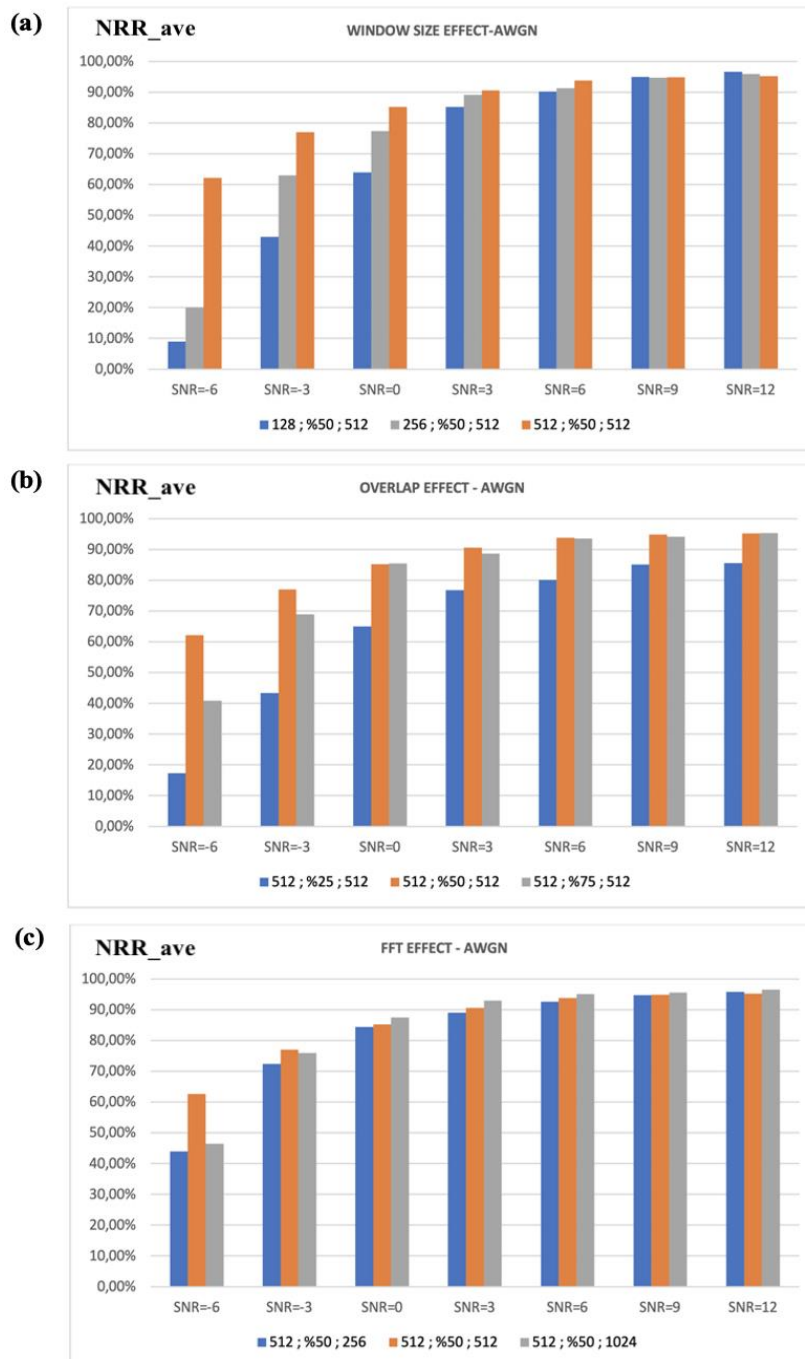 (a)
NRR_ave WINDOW SIZE EFFECT-AWGN
100,00%
90,00%
80,00%
70,00%
60,00%
50,00%
40,00%
30,00%
20,00%
10,00%
0,00%
SNR=-6 SNR=-3 SNR=0 SNR=3 SNR=6 SNR=9 SNR=12
128 ; %50 ; 512 256 ; %50 ; 512 512 ; %50 ; 512
(b)
NRR_ave OVERLAP EFFECT - AWGN
100,00%
90,00%
80,00%
70,00%
60,00%
50,00%
40,00%
30,00%
20,00%
10,00%
0,00%
SNR=-6 SNR=-3 SNR=0 SNR=3 SNR=6 SNR=9 SNR=12
512 ; %25 ; 512 512 ; %50 ; 512 512 ; %75 ; 512
(c)
NRR_ave FFT EFFECT - AWGN
100,00%
90,00%
80,00%
70,00%
60,00%
50,00%
40,00%
30,00%
20,00%
10,00%
0,00%
SNR=-6 SNR=-3 SNR=0 SNR=3 SNR=6 SNR=9 SNR=12
512 ; %50 ; 256 512 ; %50 ; 512 512 ; %50 ; 1024